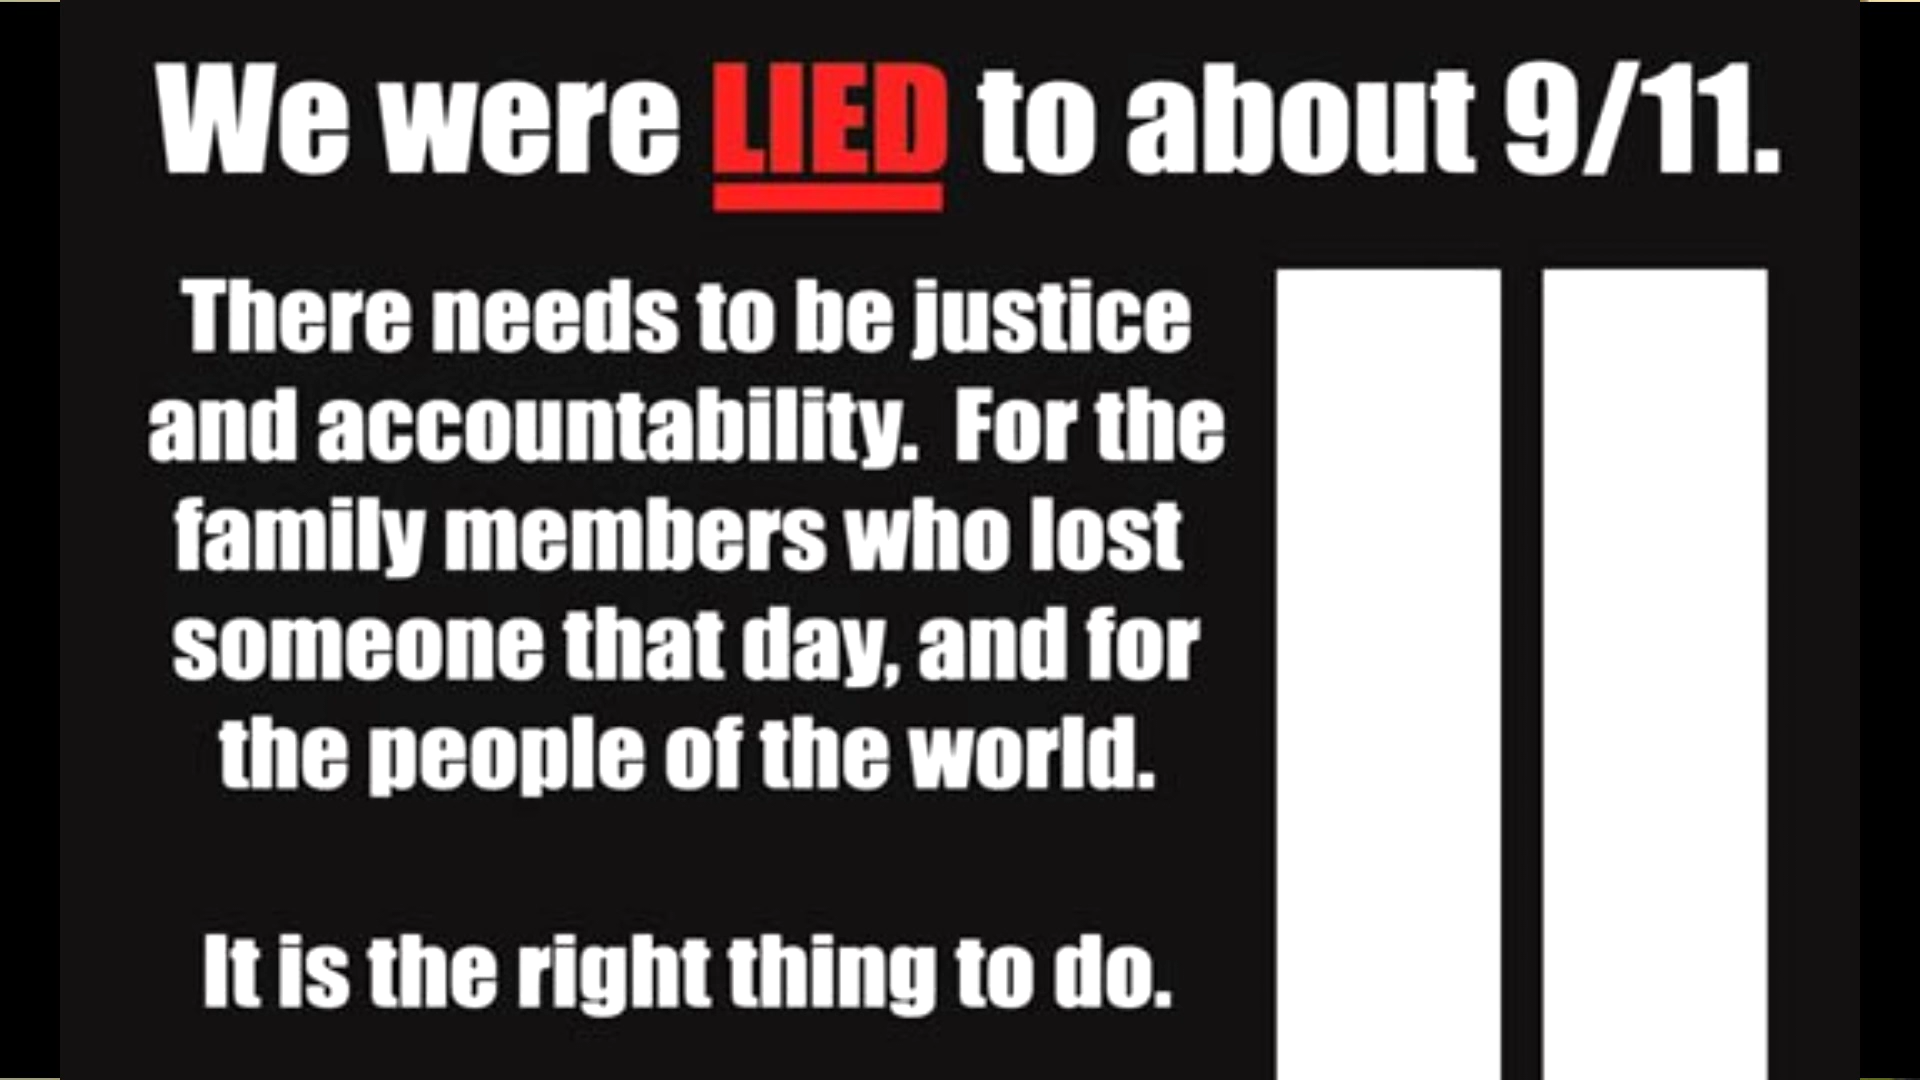 We were LIED to about 9/11.
There needs to be justice
and accountability.  For the
family members who lost
someone that day, and for
the people of the world.
It is the right thing to do.